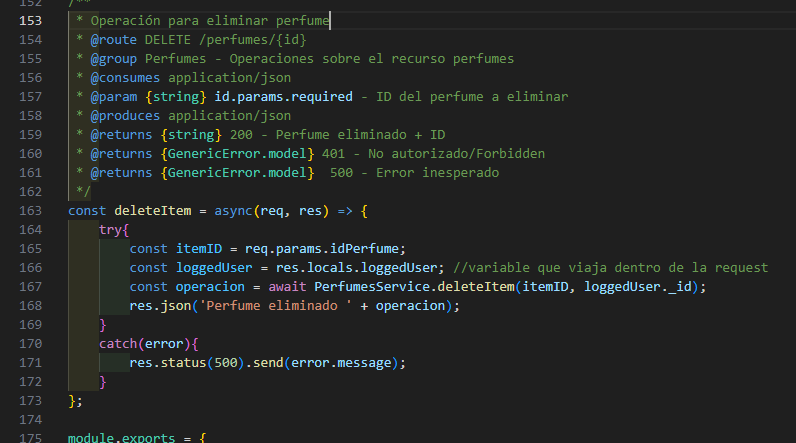 152 /**
153 * Operación para eliminar perfume
154 * @route DELETE /perfumes/{id}
155 * @group Perfumes - Operaciones sobre el recurso perfumes
156 * @consumes application/json
157 * @param {string} id.params.required - ID del perfume a eliminar
158 * @produces application/json
159 * @returns {string} 200 - Perfume eliminado + ID
160 * @returns {GenericError.model} 401 - No autorizado/Forbidden
161 * @returns {GenericError.model}  500 - Error inesperado
162 */
163 const deleteItem = async(req, res) => {
164 try{
165 const itemID = req.params.idPerfume;
166 const loggedUser = res.locals.loggedUser; //variable que viaja dentro de la request
167 const operacion = await PerfumesService.deleteItem(itemID, loggedUser._id);
168 res.json('Perfume eliminado ' + operacion);
169 }
170 catch(error){
171 res.status(500).send(error.message);
172 }
173 };
174
175 module.exports = {